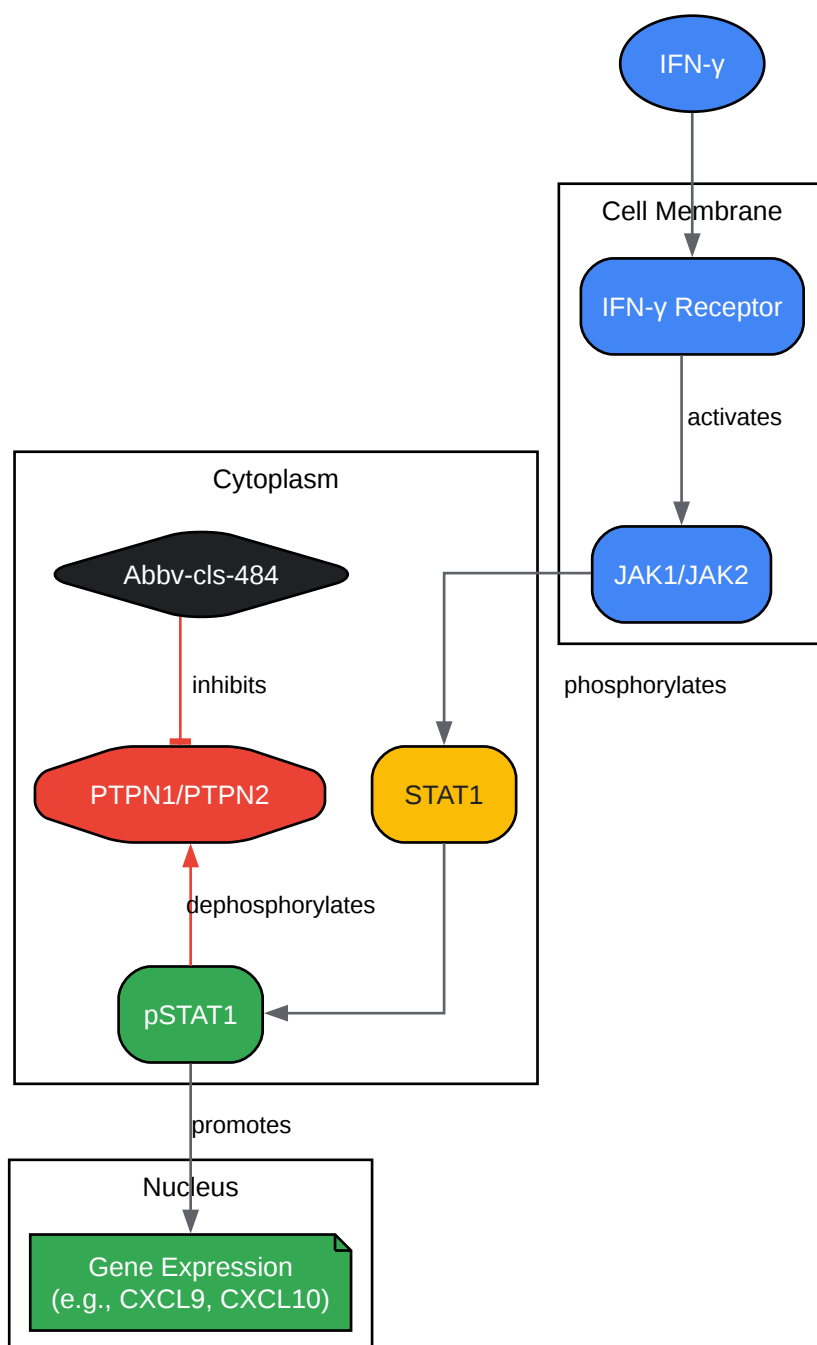 IFN-γ
Cell Membrane
IFN-γ Receptor
activates
Cytoplasm
Abbv-cls-484
JAK1/JAK2
inhibits
phosphorylates
PTPN1/PTPN2
STAT1
dephosphorylates
pSTAT1
promotes
Nucleus
Gene Expression
(e.g., CXCL9, CXCL10)